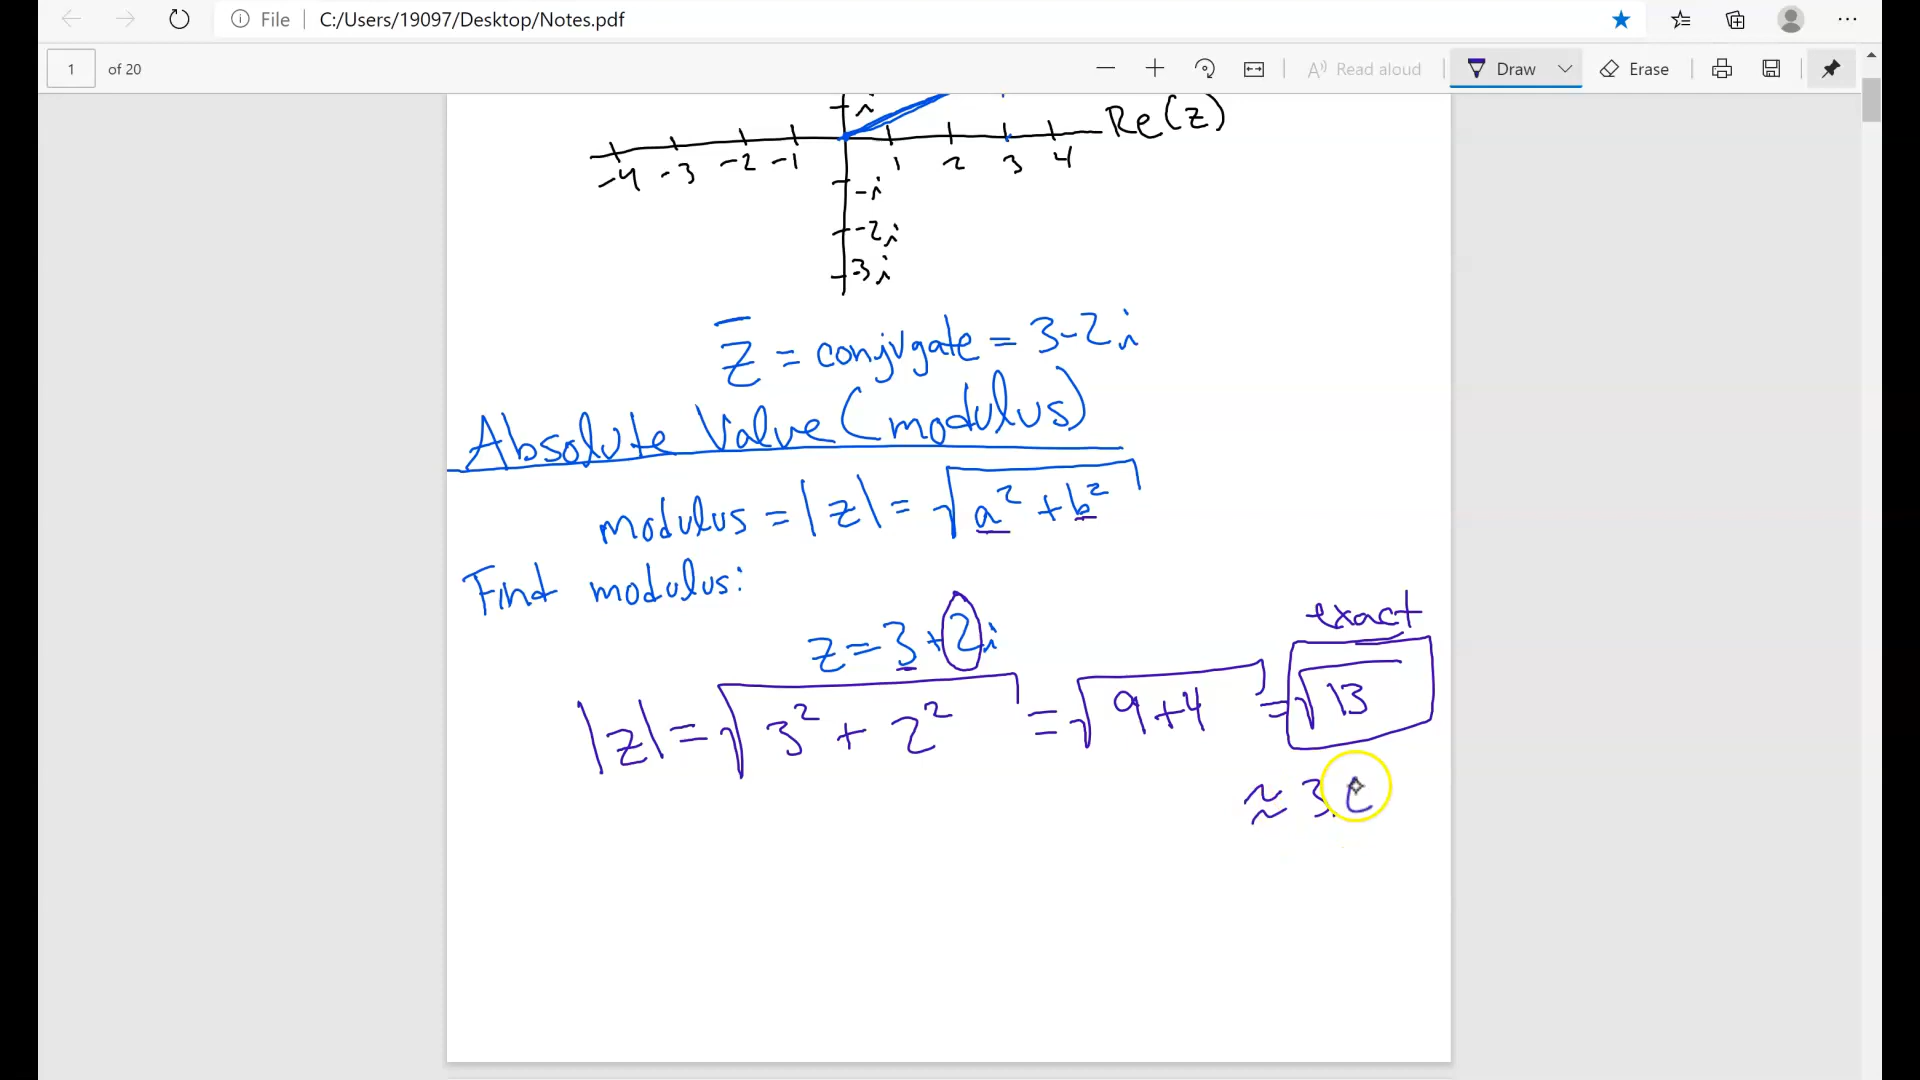 File C:/Users/19097/Desktop/Notes.pdf
1 of 20 Read aloud Draw Erase
i
Re(z)
-4 -3 -2 -1 1 2 3 4
-i
-2i
-3i
z̄ = conjugate = 3-2i
Absolute Value (modulus)
modulus = |z| = √a² + b²
Find modulus:
z = 3 + 2i
exact
|z| = √3² + 2² = √9+4 = √13
≈ 3.